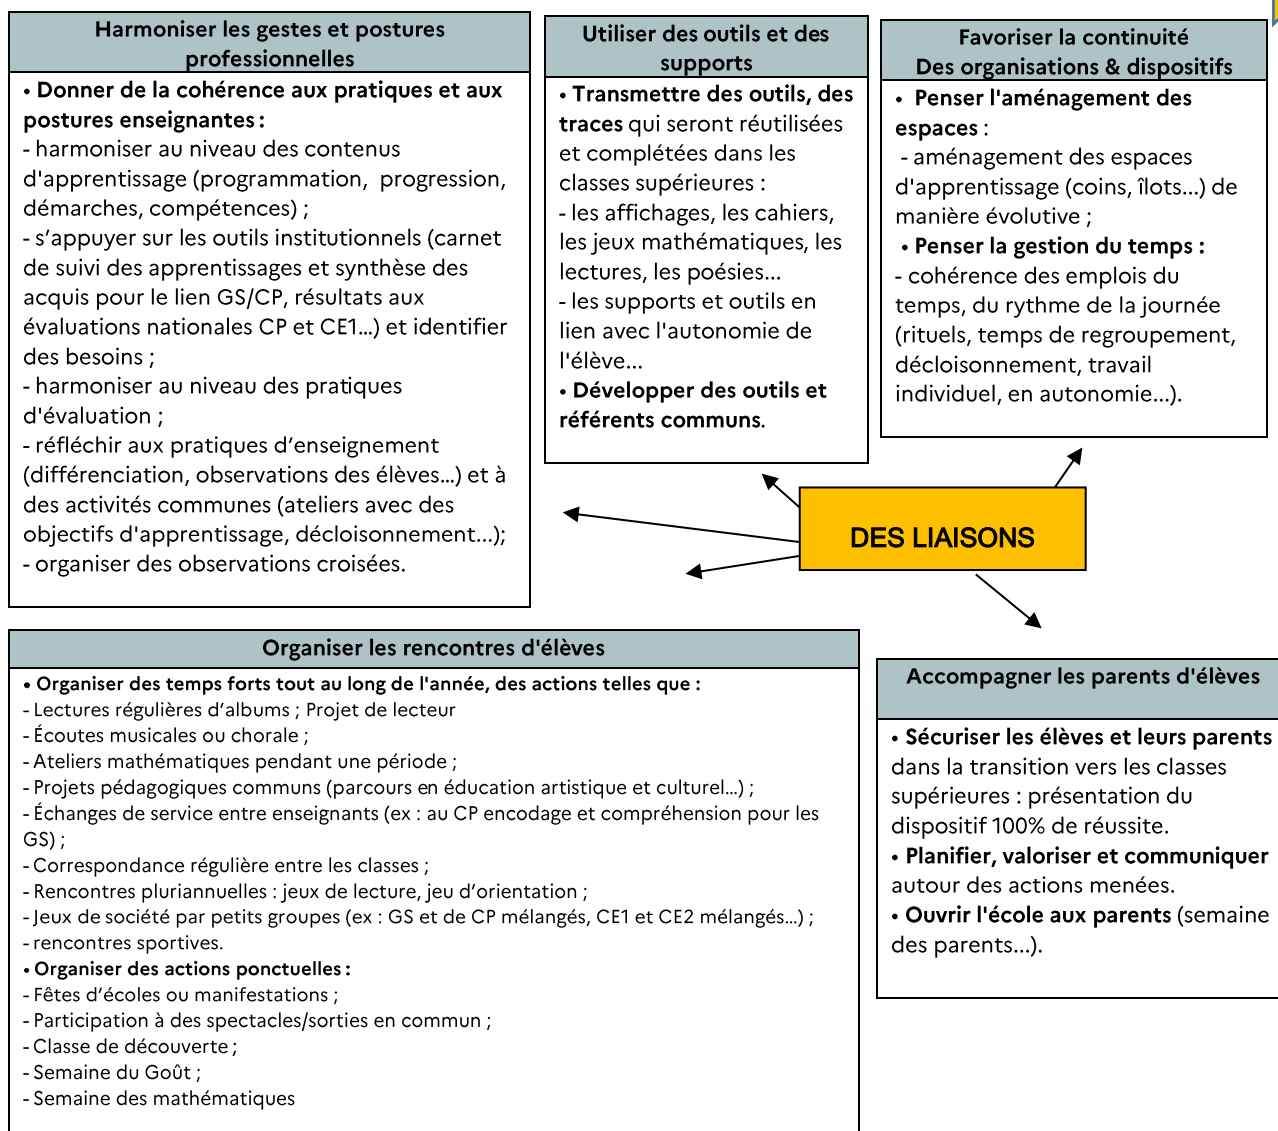 Harmoniser les gestes et postures
professionnelles
• Donner de la cohérence aux pratiques et aux
postures enseignantes :
- harmoniser au niveau des contenus
d'apprentissage (programmation, progression,
démarches, compétences) ;
- s’appuyer sur les outils institutionnels (carnet
de suivi des apprentissages et synthèse des
acquis pour le lien GS/CP, résultats aux
évaluations nationales CP et CE1…) et identifier
des besoins ;
- harmoniser au niveau des pratiques
d'évaluation ;
- réfléchir aux pratiques d’enseignement
(différenciation, observations des élèves…) et à
des activités communes (ateliers avec des
objectifs d'apprentissage, décloisonnement...);
- organiser des observations croisées.
Utiliser des outils et des
supports
• Transmettre des outils, des
traces qui seront réutilisées
et complétées dans les
classes supérieures :
- les affichages, les cahiers,
les jeux mathématiques, les
lectures, les poésies...
- les supports et outils en
lien avec l'autonomie de
l'élève...
• Développer des outils et
référents communs.
Favoriser la continuité
Des organisations & dispositifs
• Penser l'aménagement des
espaces :
- aménagement des espaces
d'apprentissage (coins, îlots...) de
manière évolutive ;
• Penser la gestion du temps :
- cohérence des emplois du
temps, du rythme de la journée
(rituels, temps de regroupement,
décloisonnement, travail
individuel, en autonomie...).
DES LIAISONS
Organiser les rencontres d'élèves
• Organiser des temps forts tout au long de l'année, des actions telles que :
- Lectures régulières d’albums ; Projet de lecteur
- Écoutes musicales ou chorale ;
- Ateliers mathématiques pendant une période ;
- Projets pédagogiques communs (parcours en éducation artistique et culturel…) ;
- Échanges de service entre enseignants (ex : au CP encodage et compréhension pour les
GS) ;
- Correspondance régulière entre les classes ;
- Rencontres pluriannuelles : jeux de lecture, jeu d’orientation ;
- Jeux de société par petits groupes (ex : GS et de CP mélangés, CE1 et CE2 mélangés…) ;
- rencontres sportives.
• Organiser des actions ponctuelles :
- Fêtes d’écoles ou manifestations ;
- Participation à des spectacles/sorties en commun ;
- Classe de découverte ;
- Semaine du Goût ;
- Semaine des mathématiques
Accompagner les parents d'élèves
• Sécuriser les élèves et leurs parents
dans la transition vers les classes
supérieures : présentation du
dispositif 100% de réussite.
• Planifier, valoriser et communiquer
autour des actions menées.
• Ouvrir l'école aux parents (semaine
des parents...).